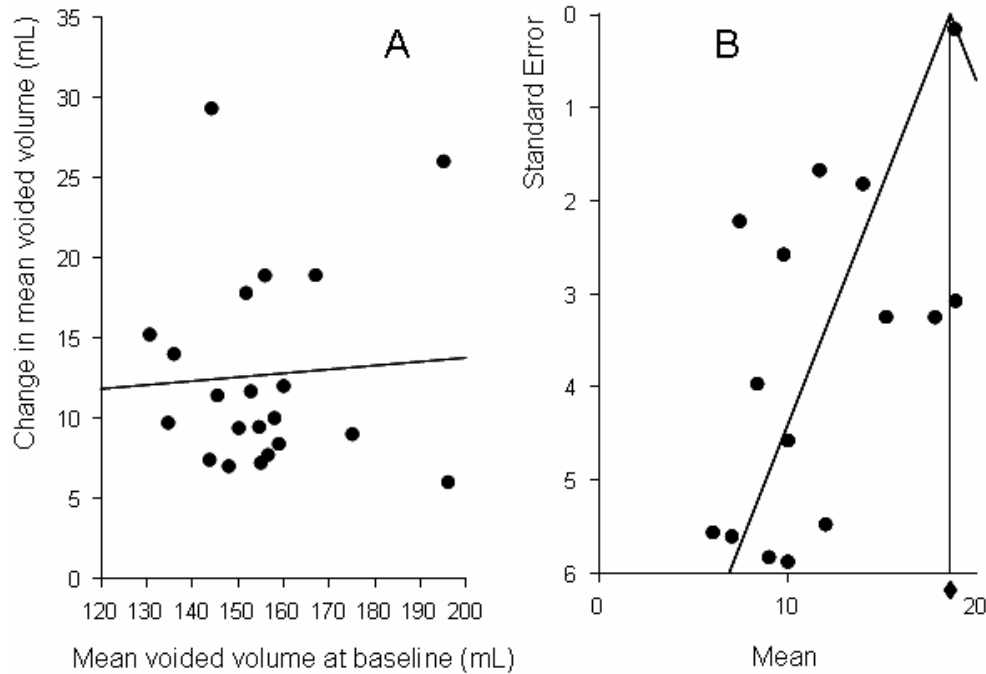 A
Change in mean voided volume (mL)
35
30
25
20
15
10
5
0
120 130 140 150 160 170 180 190 200
Mean voided volume at baseline (mL)
B
Standard Error
0
1
2
3
4
5
6
0 10 20
Mean